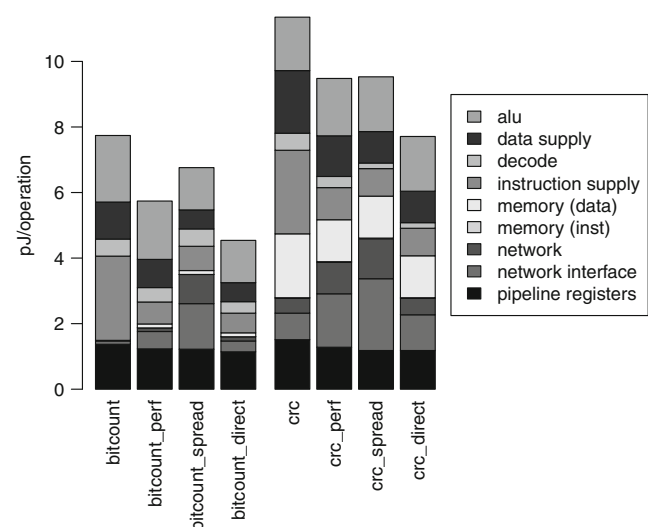 pJ/operation
10
8
6
4
2
0
bitcount
bitcount_perf
bitcount_spread
bitcount_direct
crc
crc_perf
crc_spread
crc_direct
alu
data supply
decode
instruction supply
memory (data)
memory (inst)
network
network interface
pipeline registers